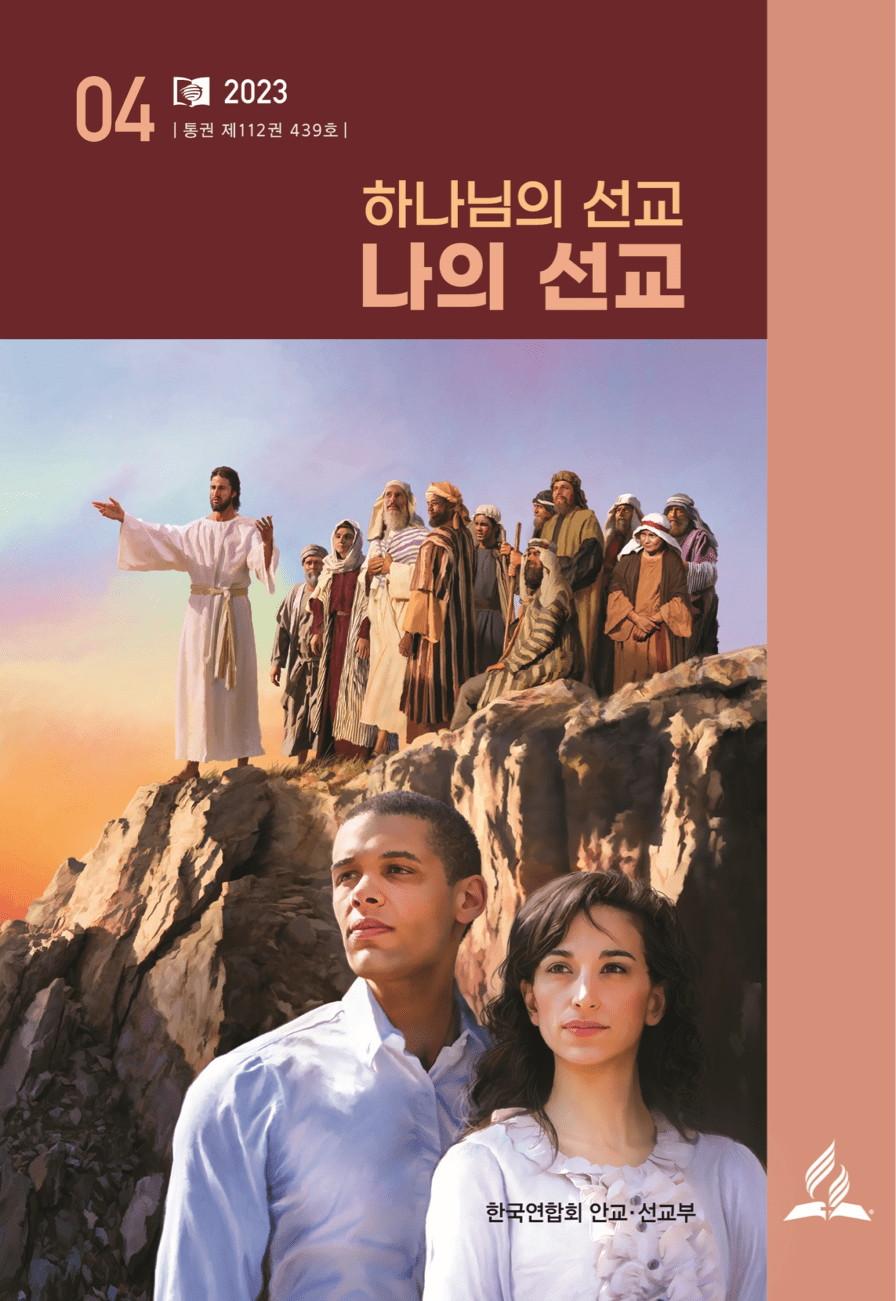 04 2023
| 통권 제112권 439호 |
하나님의 선교
나의 선교
한국연합회 안교·선교부